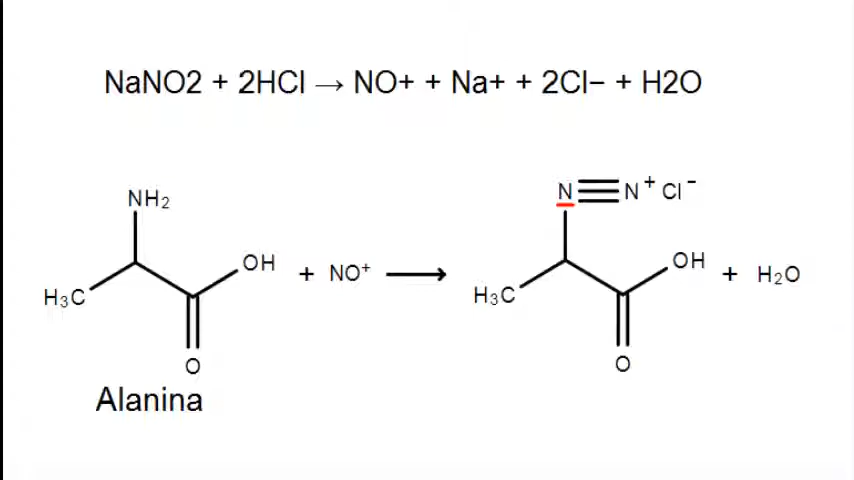 NaNO2 + 2HCl → NO+ + Na+ + 2Cl− + H2O
NH₂
N N⁺ Cl⁻
OH + NO⁺ → OH + H₂O
H₃C H₃C
O O
Alanina